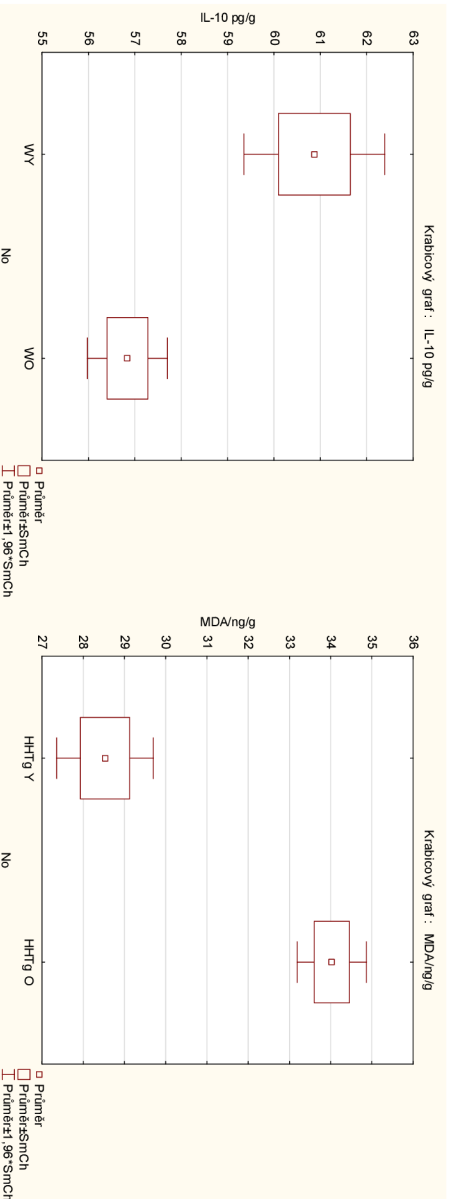 Krabicový graf : IL-10 pg/g
IL-10 pg/g
63
62
61
60
59
58
57
56
55
WY
WO
No
Průměr
Průměr±SmCh
Průměr±1,96*SmCh
Krabicový graf : MDA/ng/g
MDA/ng/g
36
35
34
33
32
31
30
29
28
27
HHTg Y
HHTg O
No
Průměr
Průměr±SmCh
Průměr±1,96*SmCh